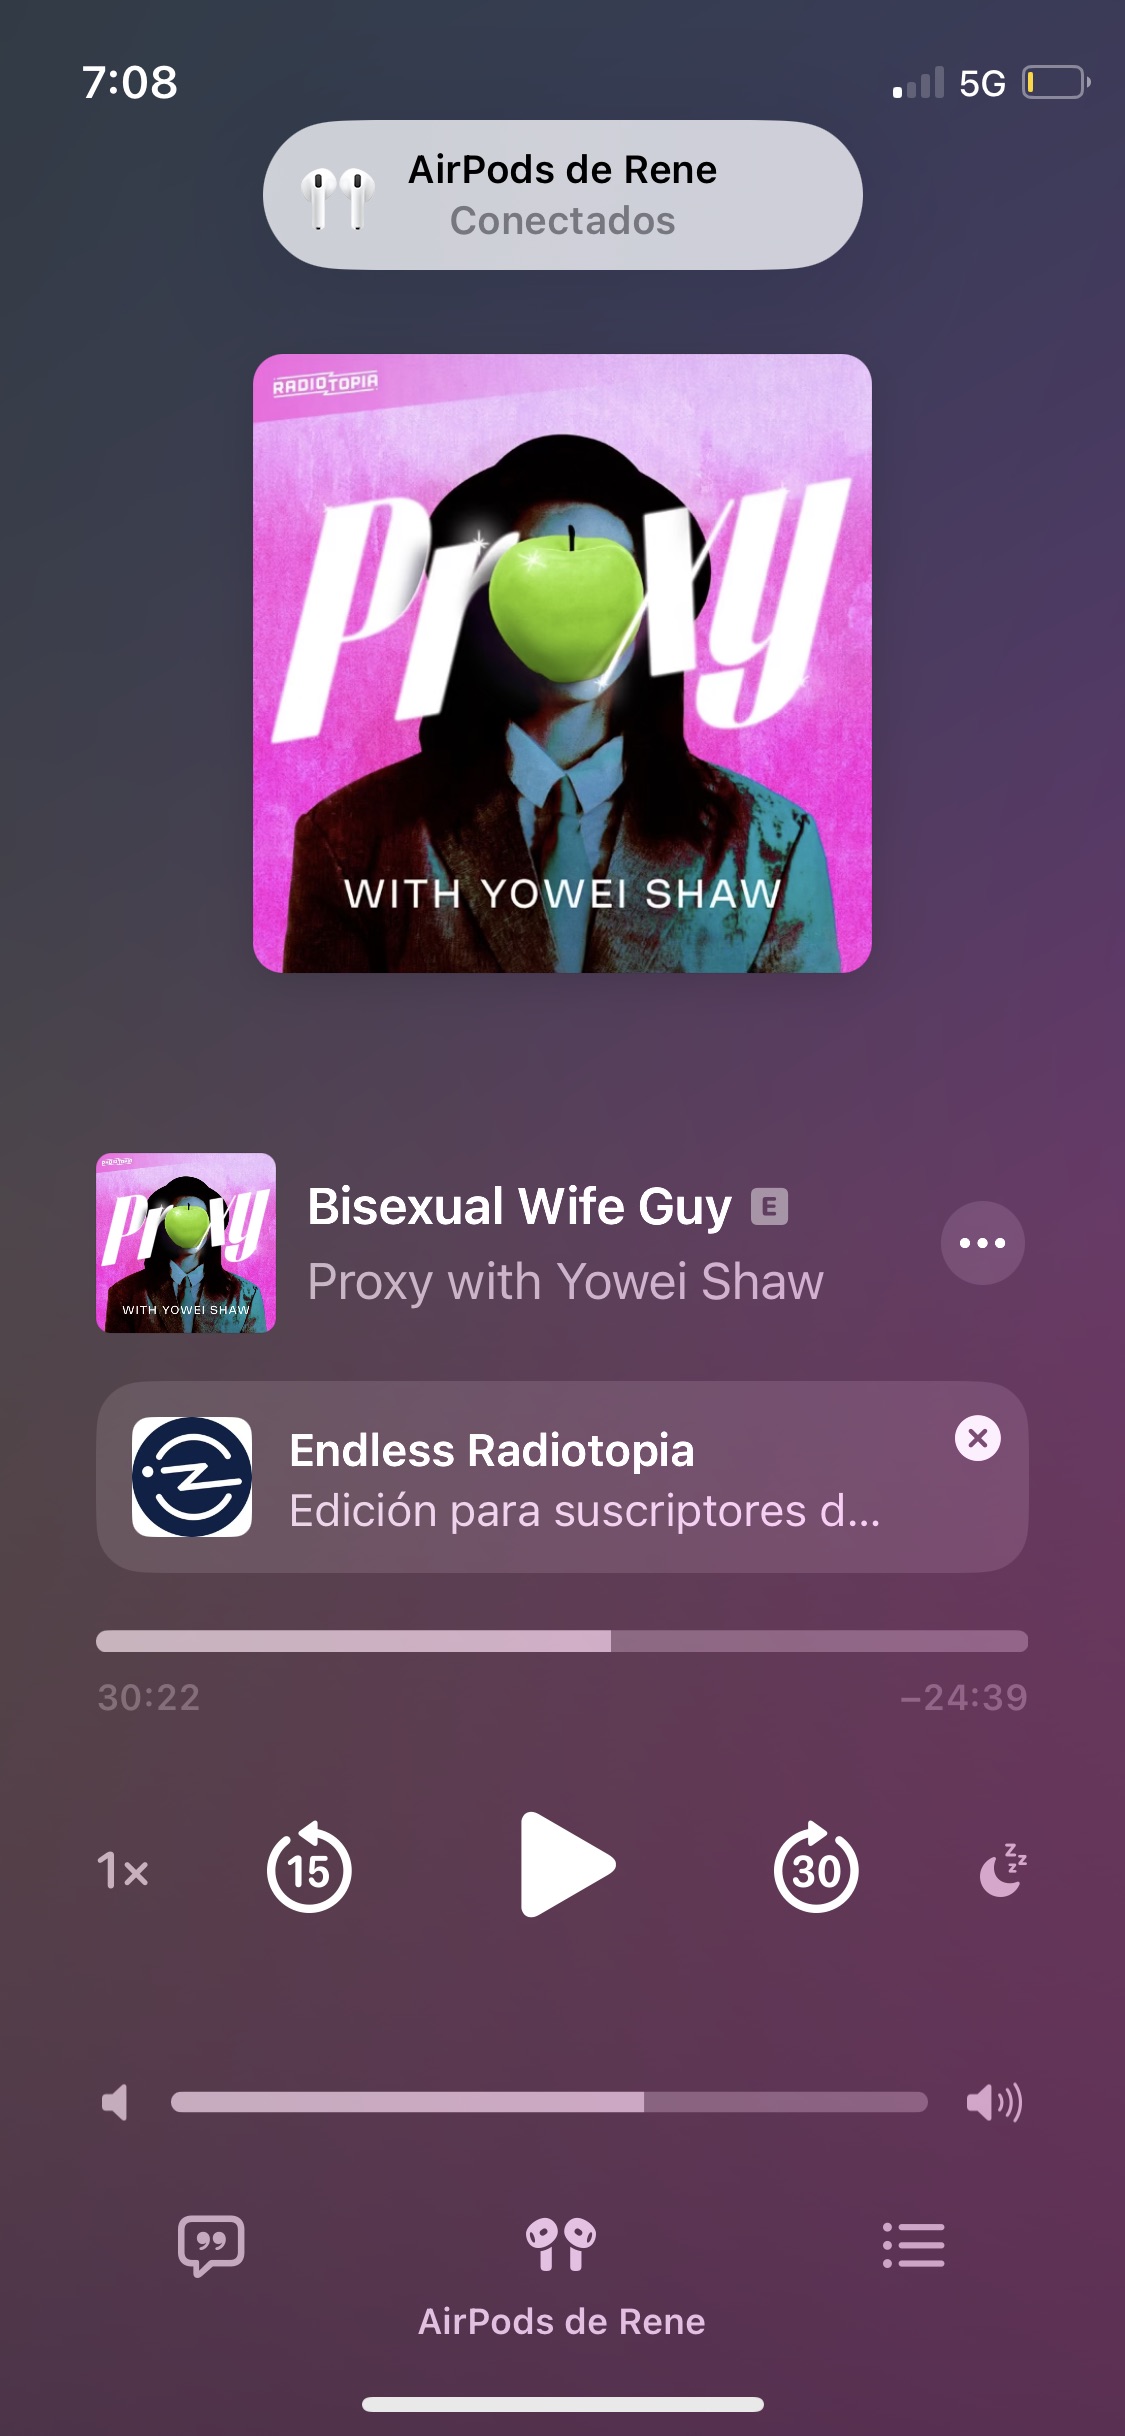 7:08
5G
AirPods de Rene
Conectados
RADIOTOPIA
Proxy
WITH YOWEI SHAW
Proxy
WITH YOWEI SHAW
Bisexual Wife Guy E
Proxy with Yowei Shaw
Endless Radiotopia
Edición para suscriptores d...
30:22
–24:39
1×
15
30
zzz
AirPods de Rene